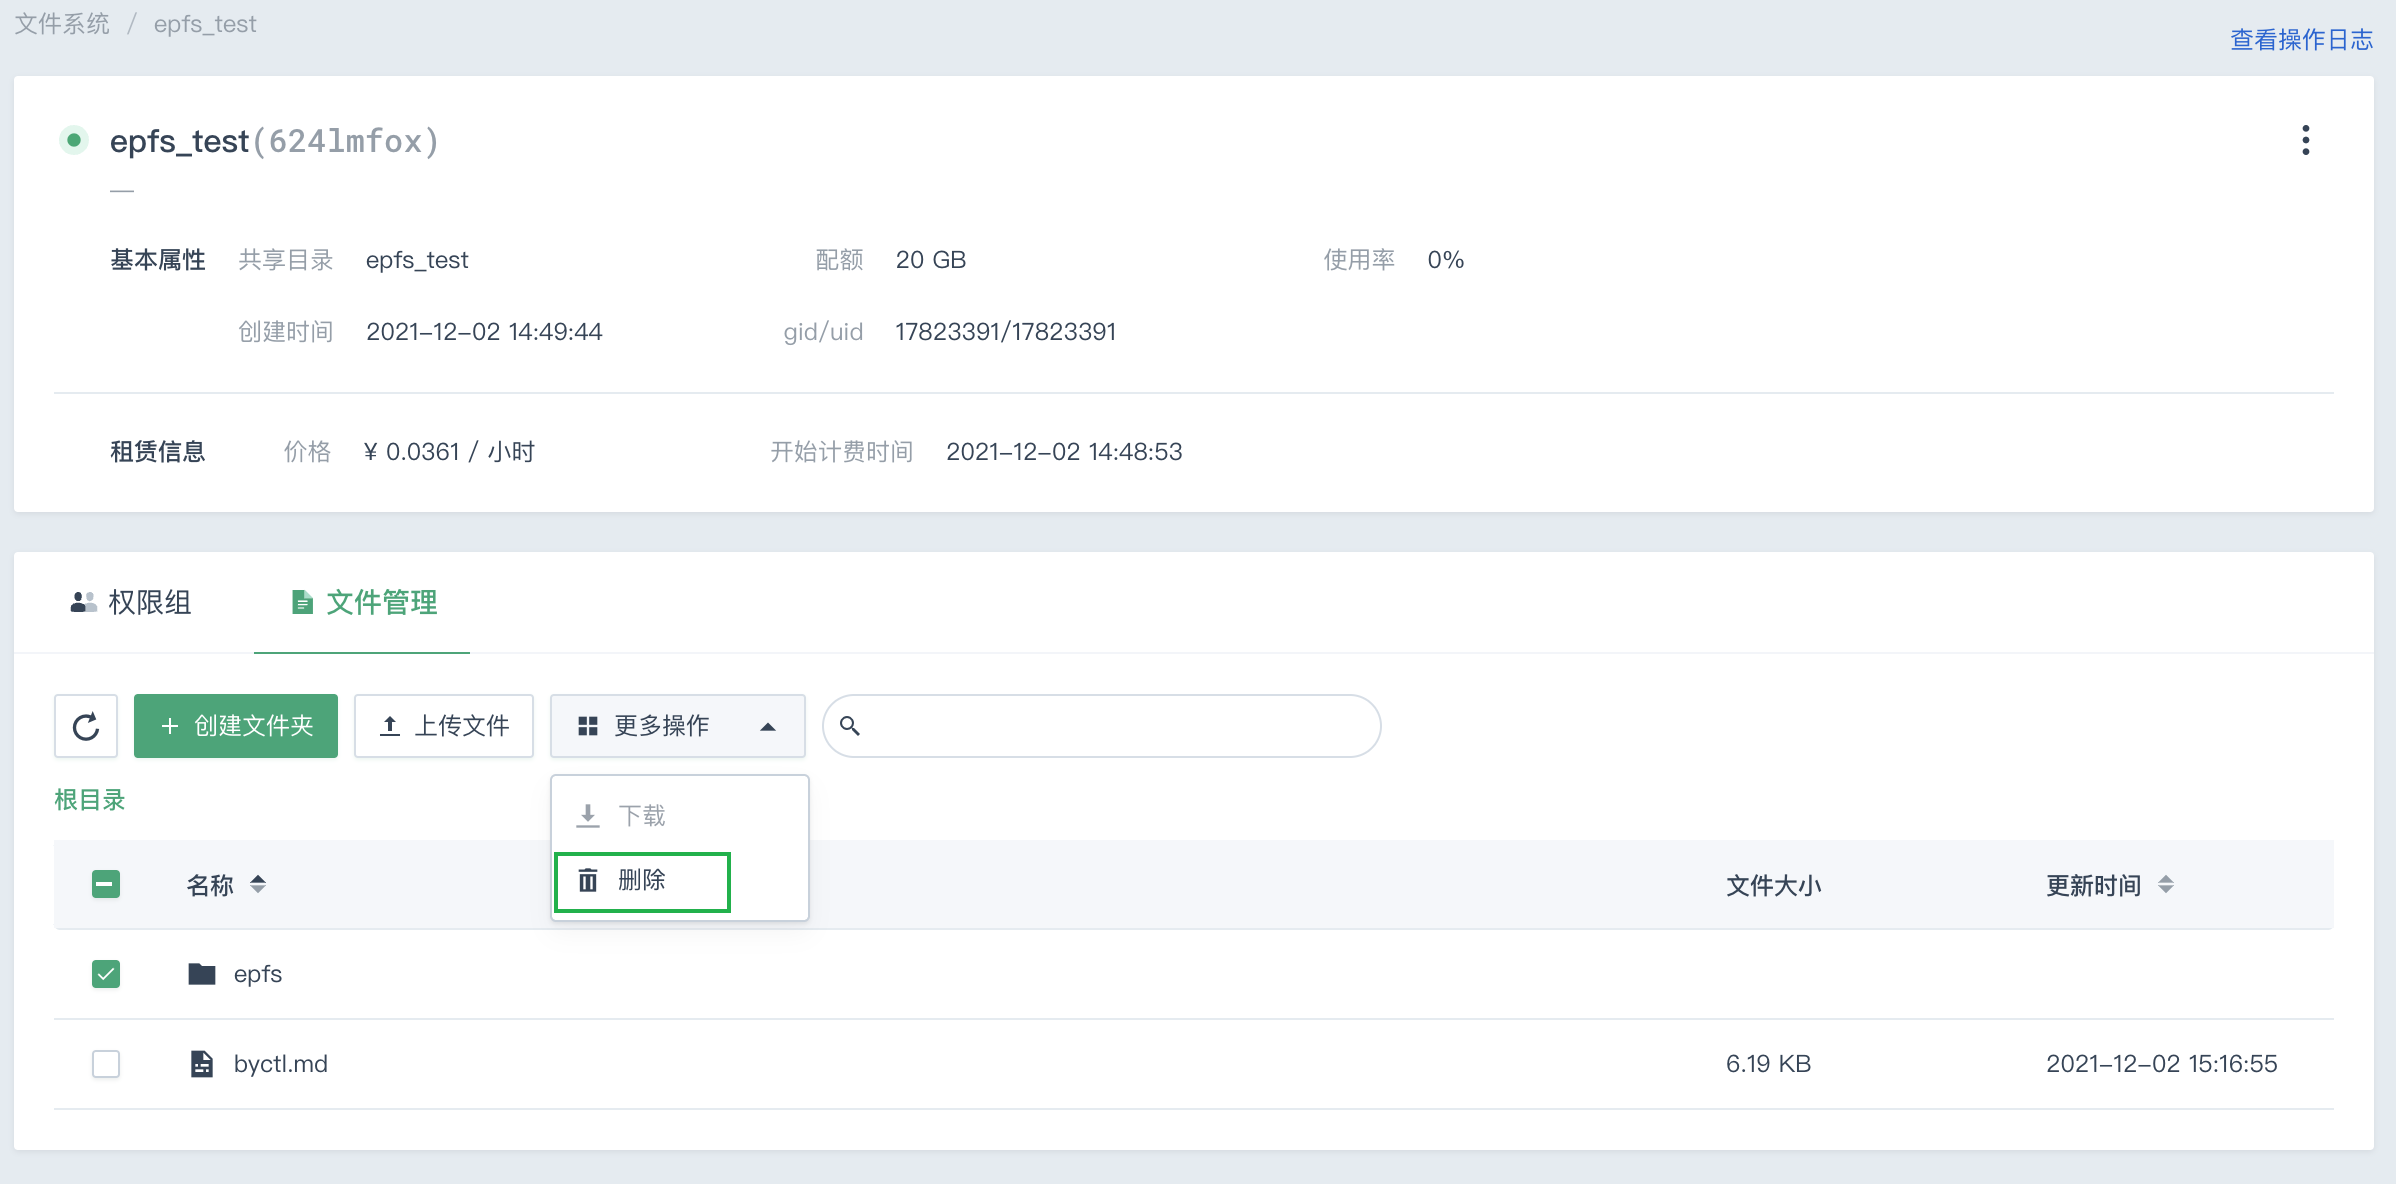 文件系统 / epfs_test
查看操作日志
epfs_test(624lmfox)
—
基本属性 共享目录 epfs_test 配额 20 GB 使用率 0%
创建时间 2021-12-02 14:49:44 gid/uid 17823391/17823391
租赁信息 价格 ¥ 0.0361 / 小时 开始计费时间 2021-12-02 14:48:53
权限组 文件管理
+ 创建文件夹 上传文件 更多操作
根目录
下载
删除
名称 文件大小 更新时间
epfs
byctl.md 6.19 KB 2021-12-02 15:16:55